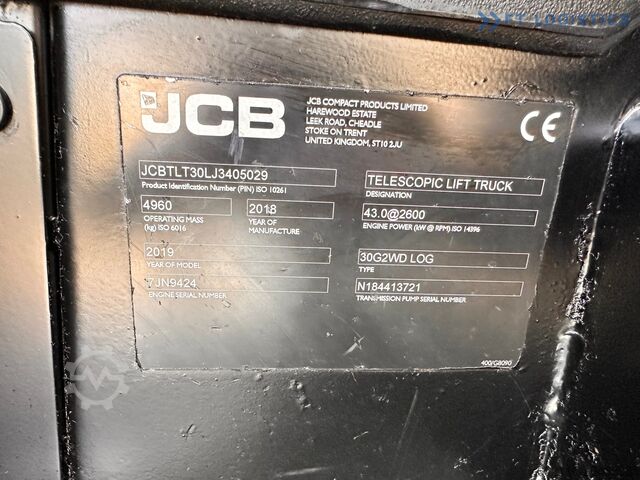 FT LOGISTICS
JCB
JCB COMPACT PRODUCTS LIMITED
HAREWOOD ESTATE
LEEK ROAD, CHEADLE
STOKE ON TRENT
UNITED KINGDOM, ST10 2JU
CE
JCBTLT30LJ3405029
Product Identification Number (PIN) ISO 10261
TELESCOPIC LIFT TRUCK
DESIGNATION
4960
OPERATING MASS
(kg) ISO 6016
2018
YEAR OF
MANUFACTURE
43.0@2600
ENGINE POWER (kW @ RPM) ISO 14396
2019
YEAR OF MODEL
30G2WD LOG
TYPE
7JN9424
ENGINE SERIAL NUMBER
N184413721
TRANSMISSION PUMP SERIAL NUMBER
400/G8090